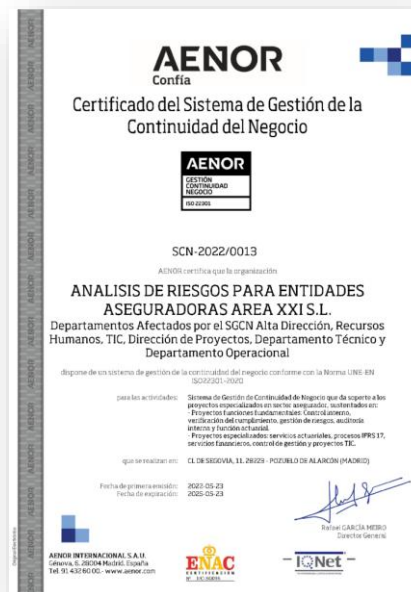 AENOR
Confía
Certificado del Sistema de Gestión de la
Continuidad del Negocio
AENOR
GESTIÓN
CONTINUIDAD
NEGOCIO
ISO 22301
SCN-2022/0013
AENOR certifica que la organización
ANALISIS DE RIESGOS PARA ENTIDADES
ASEGURADORAS AREA XXI S.L.
Departamentos Afectados por el SGCN Alta Dirección, Recursos
Humanos, TIC, Dirección de Proyectos, Departamento Técnico y
Departamento Operacional
dispone de un sistema de gestión de la continuidad del negocio conforme con la Norma UNE-EN
ISO22301-2020
para las actividades: Sistema de Gestión de Continuidad de Negocio que da soporte a los
proyectos especializados en sector asegurador, sustentados en:
- Proyectos funciones fundamentales: Control interno,
verificación del cumplimiento, gestión de riesgos, auditoría
interna y función actuarial.
- Proyectos especializados: servicios actuariales, procesos IFRS 17,
servicios financieros, control de gestión y proyectos TIC.
que se realizan en: CL DE SEGOVIA, 11. 28223 - POZUELO DE ALARCÓN (MADRID)
Fecha de primera emisión: 2022-05-23
Fecha de expiración: 2025-05-23
Rafael GARCÍA MEIRO
Director General
AENOR INTERNACIONAL S.A.U.
Génova, 6. 28004 Madrid. España
Tel. 91 432 60 00.- www.aenor.com
ENAC
CERTIFICACIÓN
IQNet